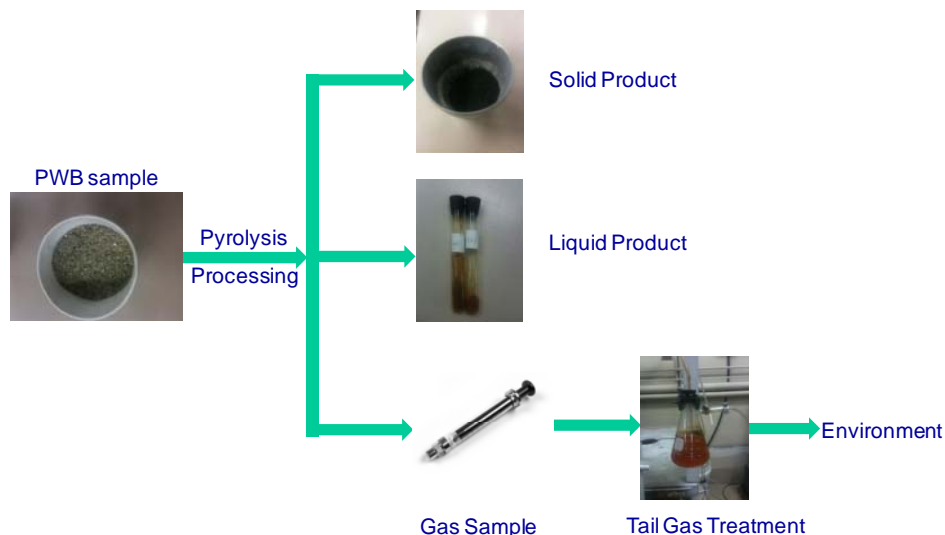 Solid Product
PWB sample
Pyrolysis
Processing
Liquid Product
Environment
Gas Sample
Tail Gas Treatment